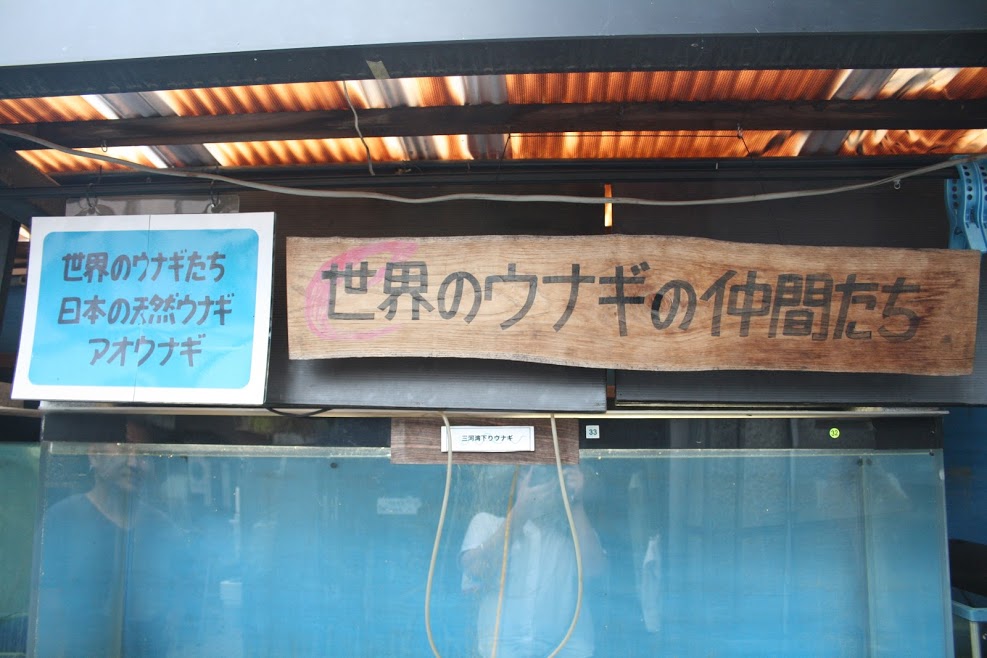 世界のウナギたち
日本の天然ウナギ
アオウナギ
世界のウナギの仲間たち
三河湾下りウナギ
33
32